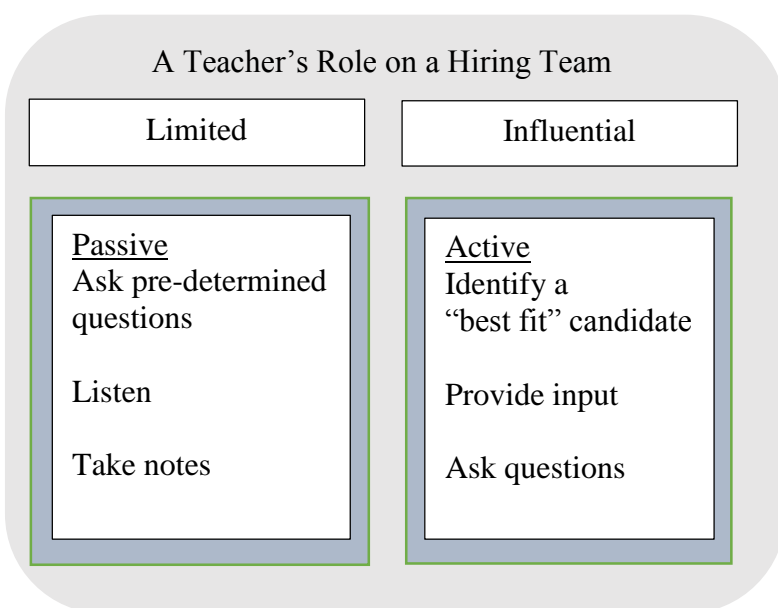 A Teacher’s Role on a Hiring Team
Limited
Influential
Passive
Ask pre-determined
questions
Listen
Take notes
Active
Identify a
“best fit” candidate
Provide input
Ask questions